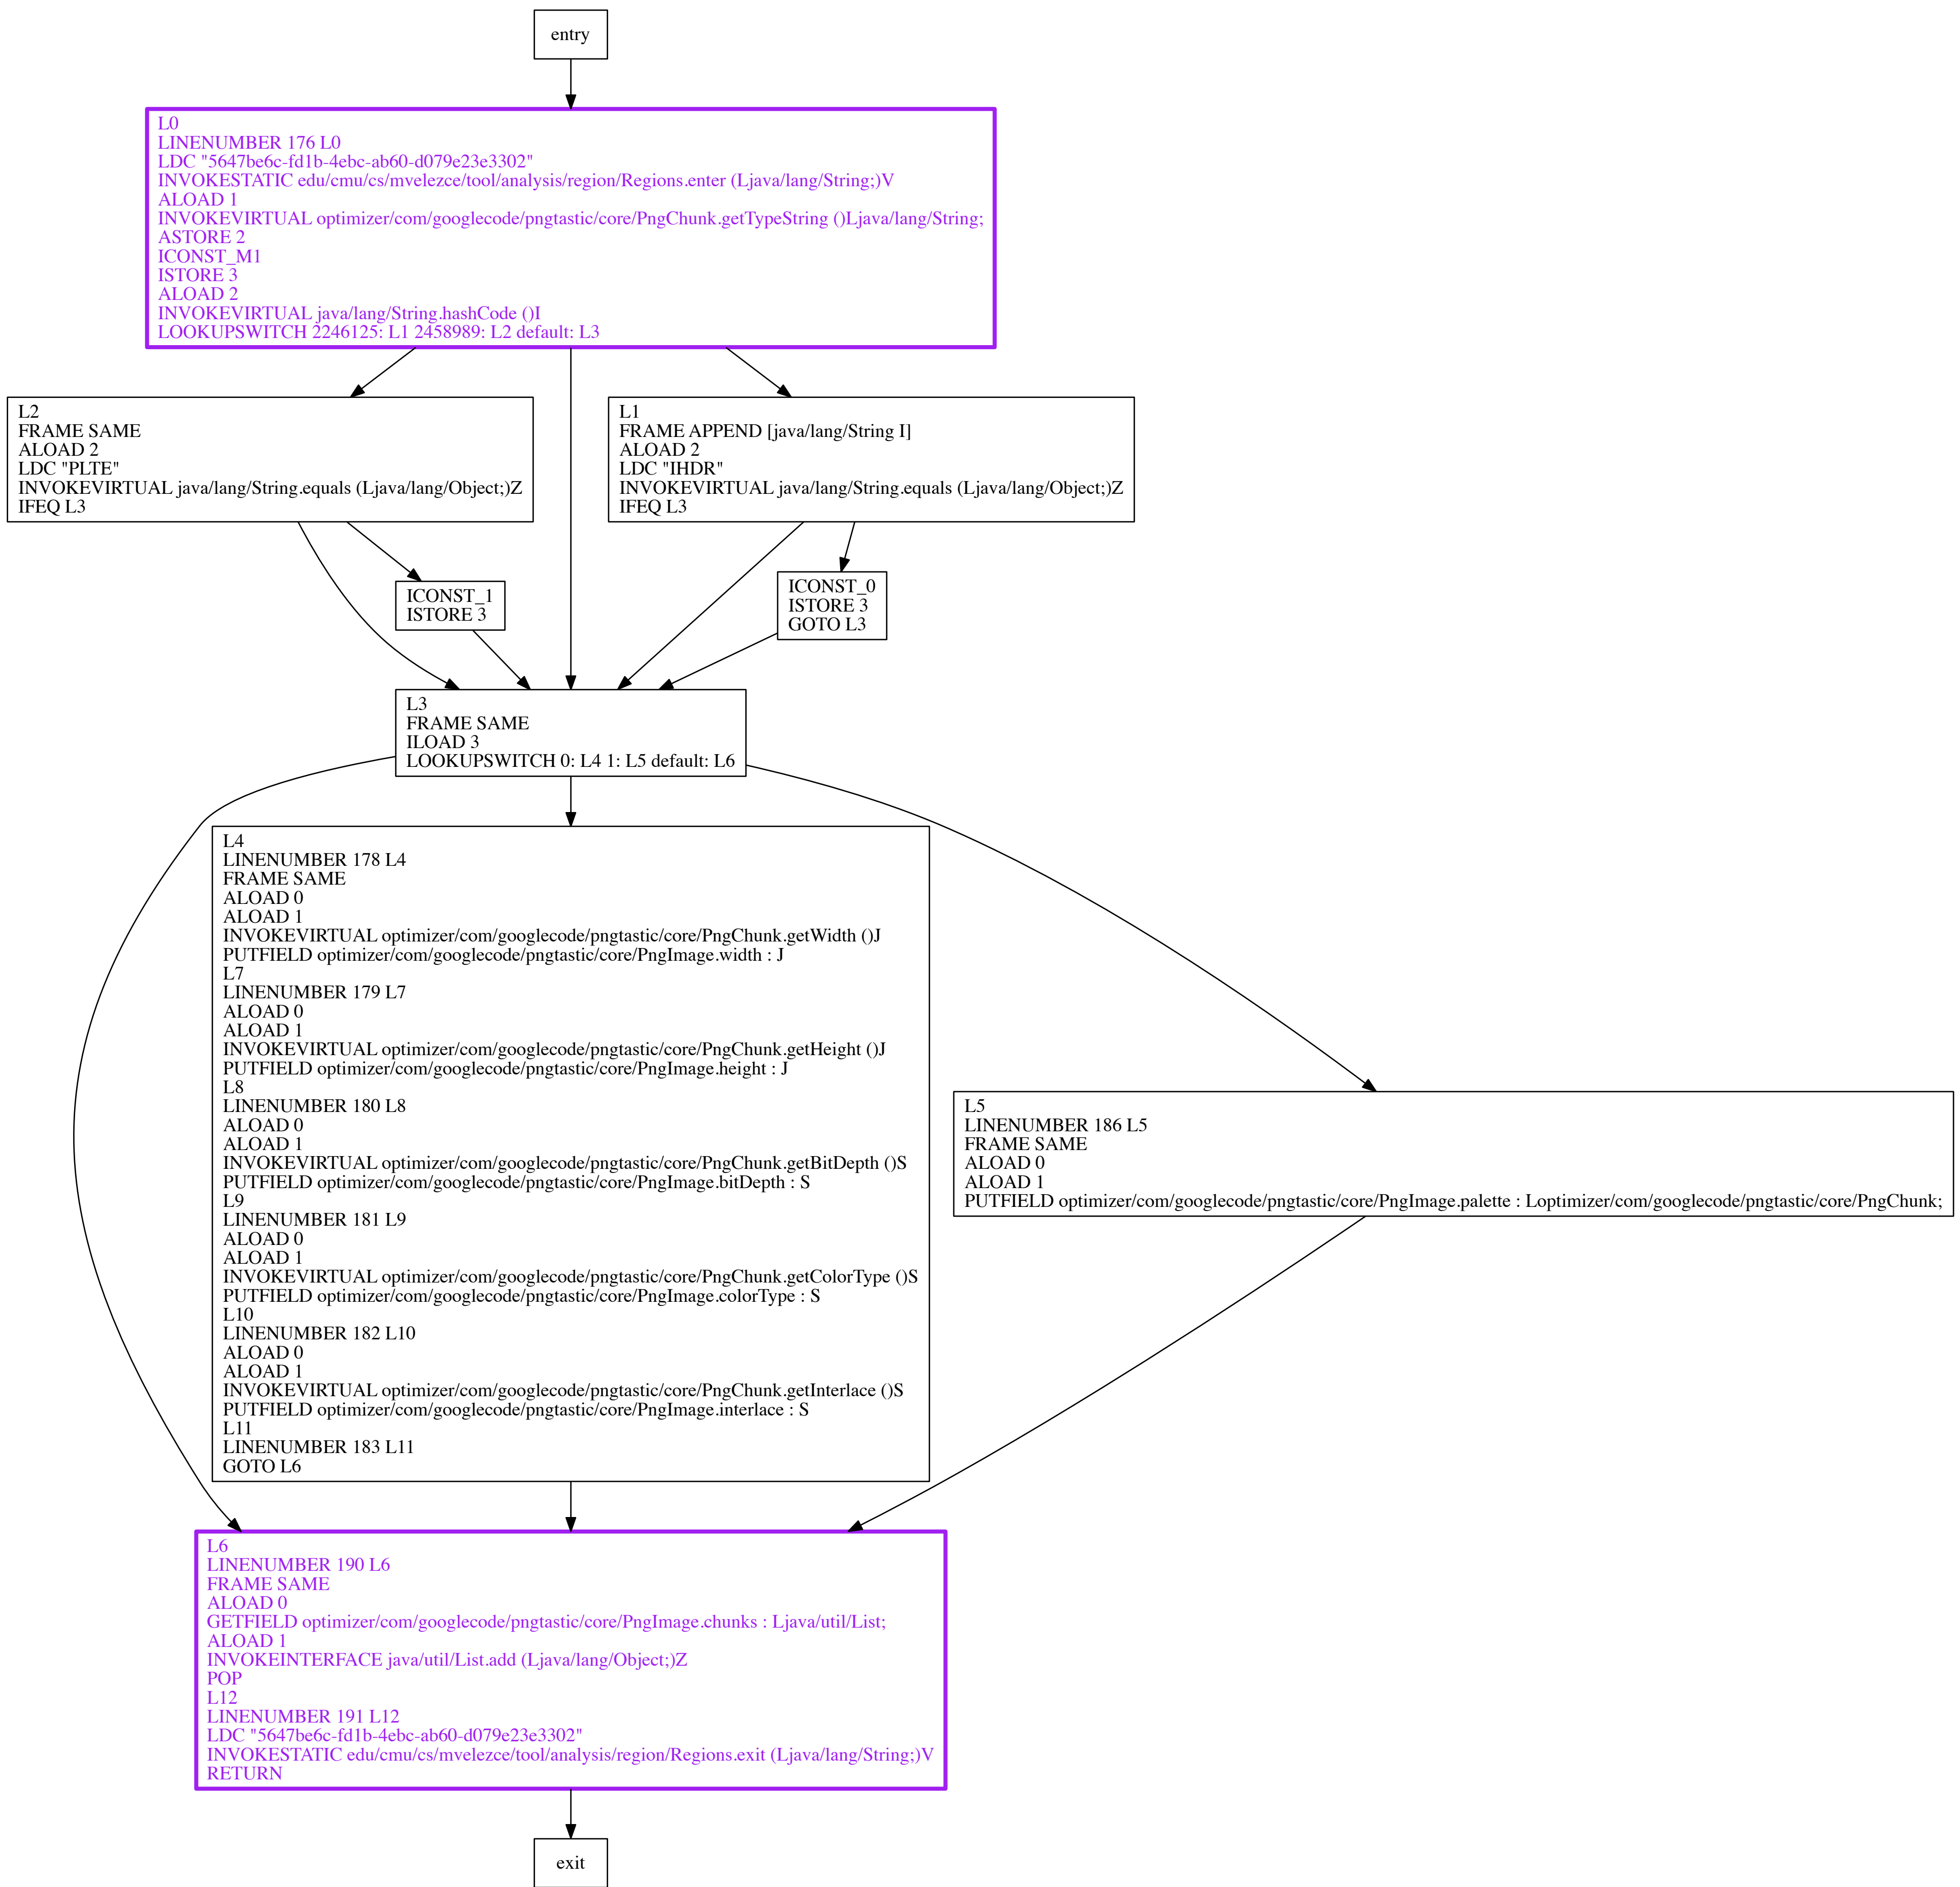 entry
L0
LINENUMBER 176 L0
LDC "5647be6c-fd1b-4ebc-ab60-d079e23e3302"
INVOKESTATIC edu/cmu/cs/mvelezce/tool/analysis/region/Regions.enter (Ljava/lang/String;)V
ALOAD 1
INVOKEVIRTUAL optimizer/com/googlecode/pngtastic/core/PngChunk.getTypeString ()Ljava/lang/String;
ASTORE 2
ICONST_M1
ISTORE 3
ALOAD 2
INVOKEVIRTUAL java/lang/String.hashCode ()I
LOOKUPSWITCH 2246125: L1 2458989: L2 default: L3
L2
FRAME SAME
ALOAD 2
LDC "PLTE"
INVOKEVIRTUAL java/lang/String.equals (Ljava/lang/Object;)Z
IFEQ L3
L1
FRAME APPEND [java/lang/String I]
ALOAD 2
LDC "IHDR"
INVOKEVIRTUAL java/lang/String.equals (Ljava/lang/Object;)Z
IFEQ L3
ICONST_1
ISTORE 3
ICONST_0
ISTORE 3
GOTO L3
L3
FRAME SAME
ILOAD 3
LOOKUPSWITCH 0: L4 1: L5 default: L6
L4
LINENUMBER 178 L4
FRAME SAME
ALOAD 0
ALOAD 1
INVOKEVIRTUAL optimizer/com/googlecode/pngtastic/core/PngChunk.getWidth ()J
PUTFIELD optimizer/com/googlecode/pngtastic/core/PngImage.width : J
L7
LINENUMBER 179 L7
ALOAD 0
ALOAD 1
INVOKEVIRTUAL optimizer/com/googlecode/pngtastic/core/PngChunk.getHeight ()J
PUTFIELD optimizer/com/googlecode/pngtastic/core/PngImage.height : J
L8
LINENUMBER 180 L8
ALOAD 0
ALOAD 1
INVOKEVIRTUAL optimizer/com/googlecode/pngtastic/core/PngChunk.getBitDepth ()S
PUTFIELD optimizer/com/googlecode/pngtastic/core/PngImage.bitDepth : S
L9
LINENUMBER 181 L9
ALOAD 0
ALOAD 1
INVOKEVIRTUAL optimizer/com/googlecode/pngtastic/core/PngChunk.getColorType ()S
PUTFIELD optimizer/com/googlecode/pngtastic/core/PngImage.colorType : S
L10
LINENUMBER 182 L10
ALOAD 0
ALOAD 1
INVOKEVIRTUAL optimizer/com/googlecode/pngtastic/core/PngChunk.getInterlace ()S
PUTFIELD optimizer/com/googlecode/pngtastic/core/PngImage.interlace : S
L11
LINENUMBER 183 L11
GOTO L6
L5
LINENUMBER 186 L5
FRAME SAME
ALOAD 0
ALOAD 1
PUTFIELD optimizer/com/googlecode/pngtastic/core/PngImage.palette : Loptimizer/com/googlecode/pngtastic/core/PngChunk;
L6
LINENUMBER 190 L6
FRAME SAME
ALOAD 0
GETFIELD optimizer/com/googlecode/pngtastic/core/PngImage.chunks : Ljava/util/List;
ALOAD 1
INVOKEINTERFACE java/util/List.add (Ljava/lang/Object;)Z
POP
L12
LINENUMBER 191 L12
LDC "5647be6c-fd1b-4ebc-ab60-d079e23e3302"
INVOKESTATIC edu/cmu/cs/mvelezce/tool/analysis/region/Regions.exit (Ljava/lang/String;)V
RETURN
exit